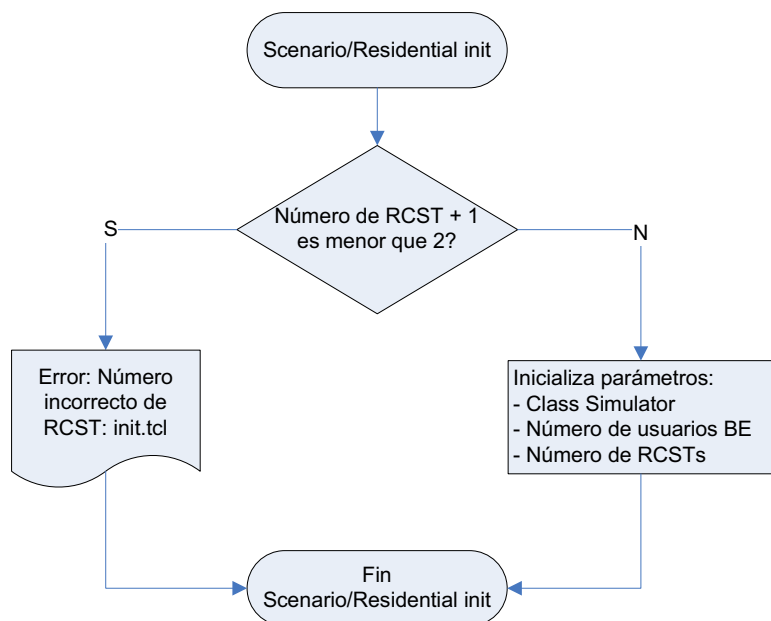 Scenario/Residential init
Número de RCST + 1
es menor que 2?
S
N
Error: Número
incorrecto de
RCST: init.tcl
Inicializa parámetros:
- Class Simulator
- Número de usuarios BE
- Número de RCSTs
Fin
Scenario/Residential init